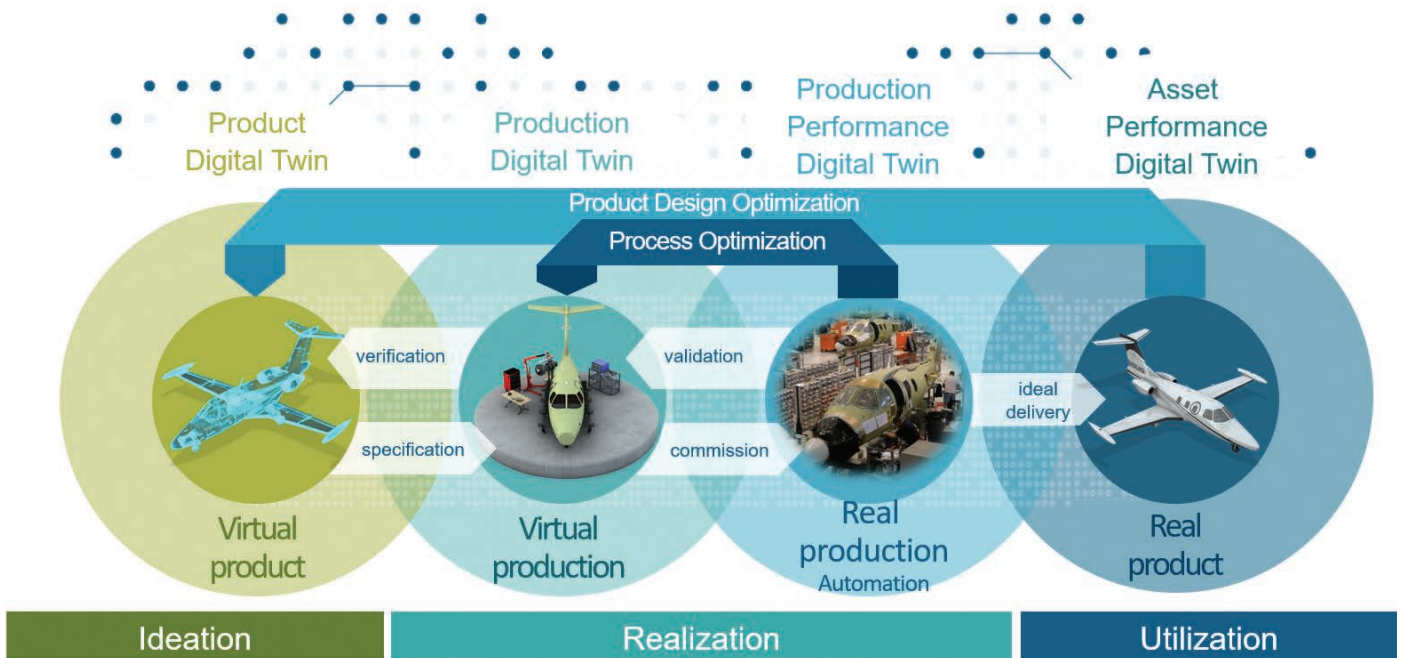 Product
Digital Twin
Production
Digital Twin
Production
Performance
Digital Twin
Asset
Performance
Digital Twin
Product Design Optimization
Process Optimization
verification
validation
ideal
delivery
specification
commission
Virtual
product
Virtual
production
Real
production
Automation
Real
product
Ideation
Realization
Utilization